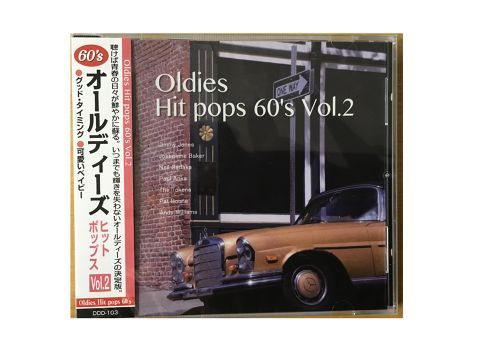 60's
オールディーズ
ヒット
ポップス
Vol.2
●グッド・タイミング ●可愛いベイビー
聴けば青春の日々が鮮やかに蘇る。いつまでも輝きを失わないオールディーズの決定版。
Oldies Hit pops 60's Vol.2
Oldies Hit pops 60's
DDD-103
Oldies
Hit pops 60's Vol.2
ONE WAY
Jimmy Jones
Josephine Baker
Neil Sedaka
Paul Anka
The Tokens
Pat Boone
Andy Williams